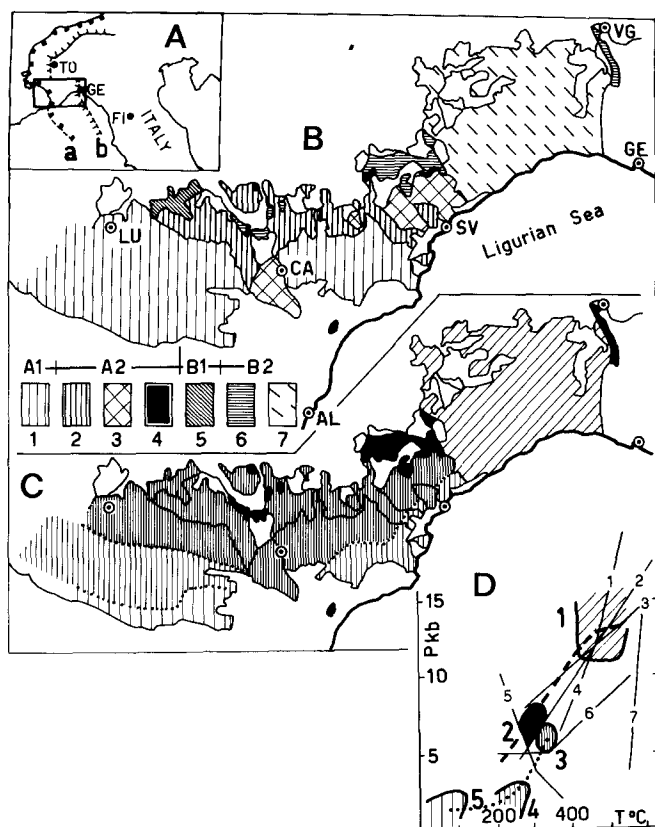 A
TO
GE
FI
ITALY
a b
B
VG
GE
SV
Ligurian Sea
LU
CA
A1 A2 B1 B2
1 2 3 4 5 6 7
AL
C
D
Pkb
15
10
5
1 2 3
1
4
5 6 7
2
3
5 4
200 400 T°C